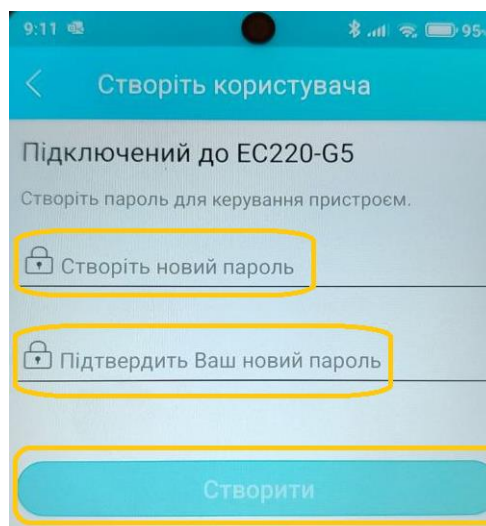 9:11
95
Створіть користувача
Підключений до EC220-G5
Створіть пароль для керування пристроєм.
Створіть новий пароль
Підтвердить Ваш новий пароль
Створити